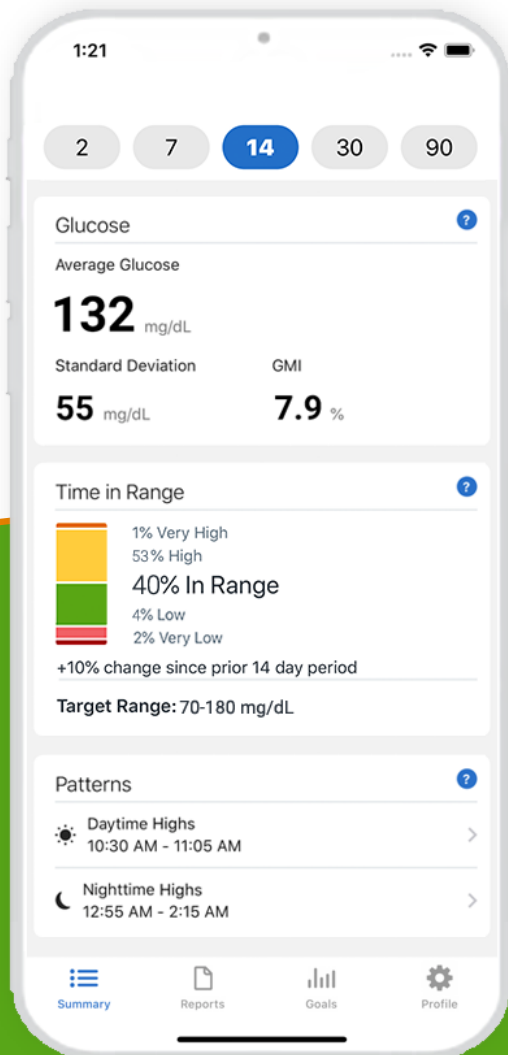 1:21
2 7 14 30 90
Glucose ?
Average Glucose
132 mg/dL
Standard Deviation GMI
55 mg/dL 7.9 %
Time in Range ?
1% Very High
53% High
40% In Range
4% Low
2% Very Low
+10% change since prior 14 day period
Target Range: 70-180 mg/dL
Patterns ?
Daytime Highs
10:30 AM - 11:05 AM
Nighttime Highs
12:55 AM - 2:15 AM
Summary Reports Goals Profile